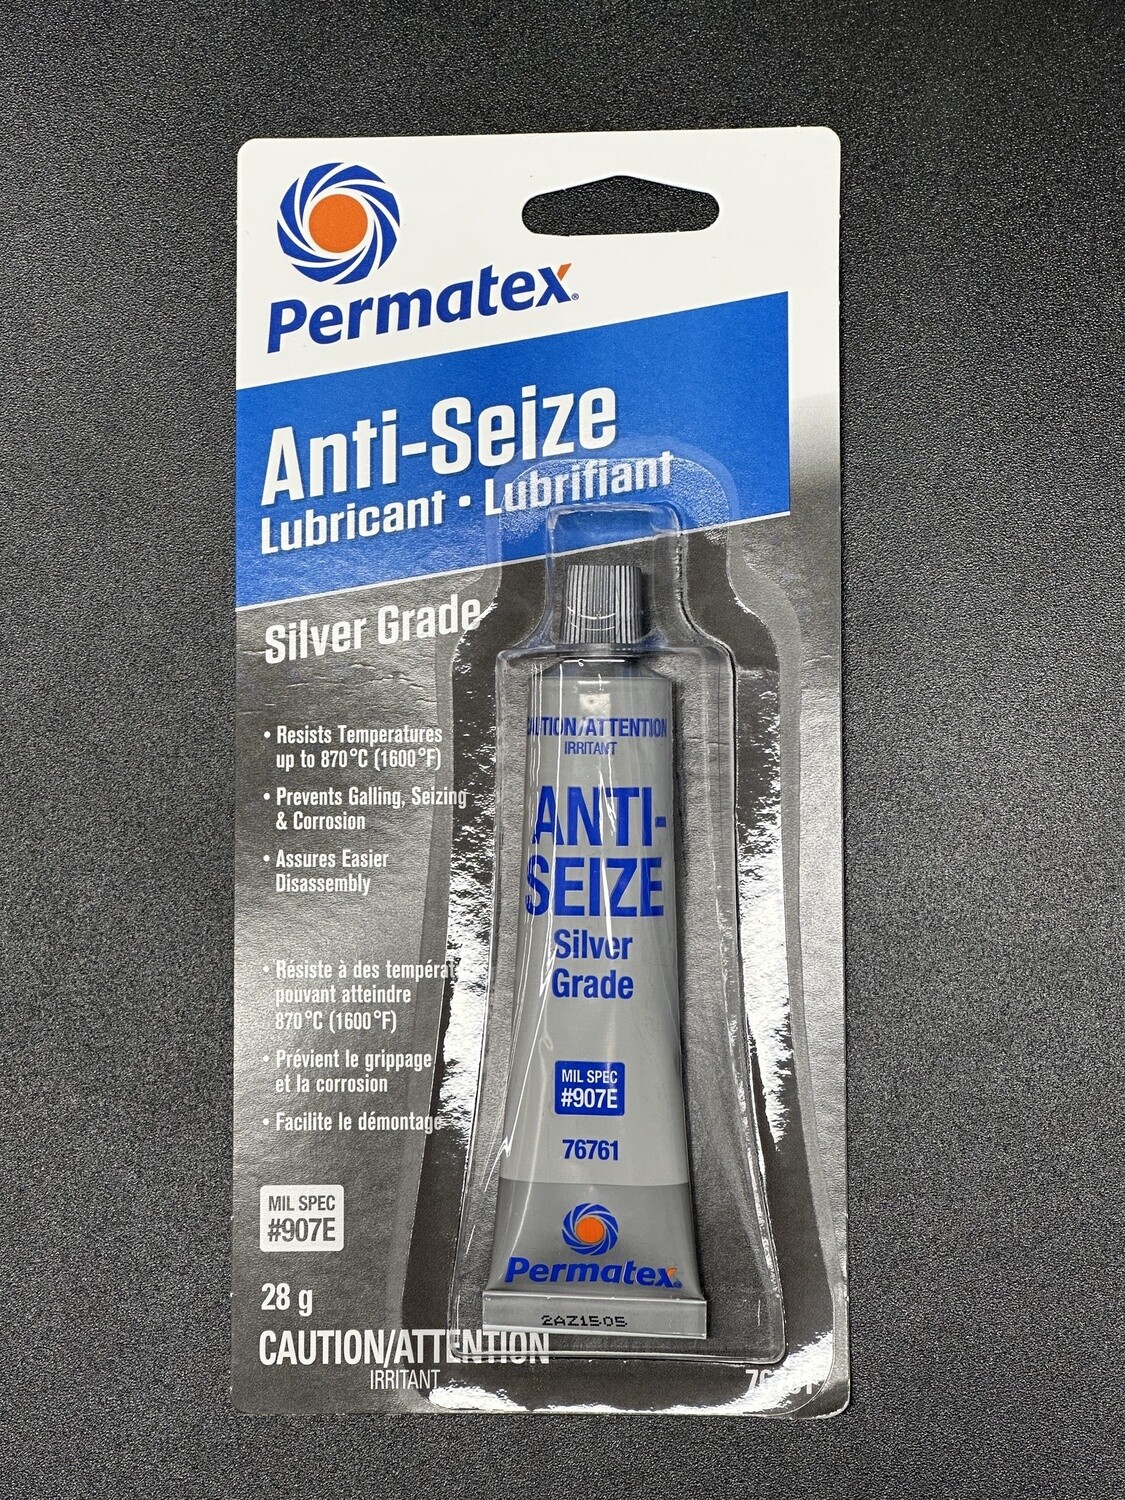 Permatex®
Anti-Seize
Lubricant • Lubrifiant
Silver Grade
• Resists Temperatures
up to 870°C (1600°F)
• Prevents Galling, Seizing
& Corrosion
• Assures Easier
Disassembly
• Résiste à des températ
pouvant atteindre
870°C (1600°F)
• Prévient le grippage
et la corrosion
• Facilite le démontage
MIL SPEC
#907E
28 g
CAUTION/ATTENTION
IRRITANT
CAUTION/ATTENTION
IRRITANT
ANTI-
SEIZE
Silver
Grade
MIL SPEC
#907E
76761
Permatex®
2AZ1505